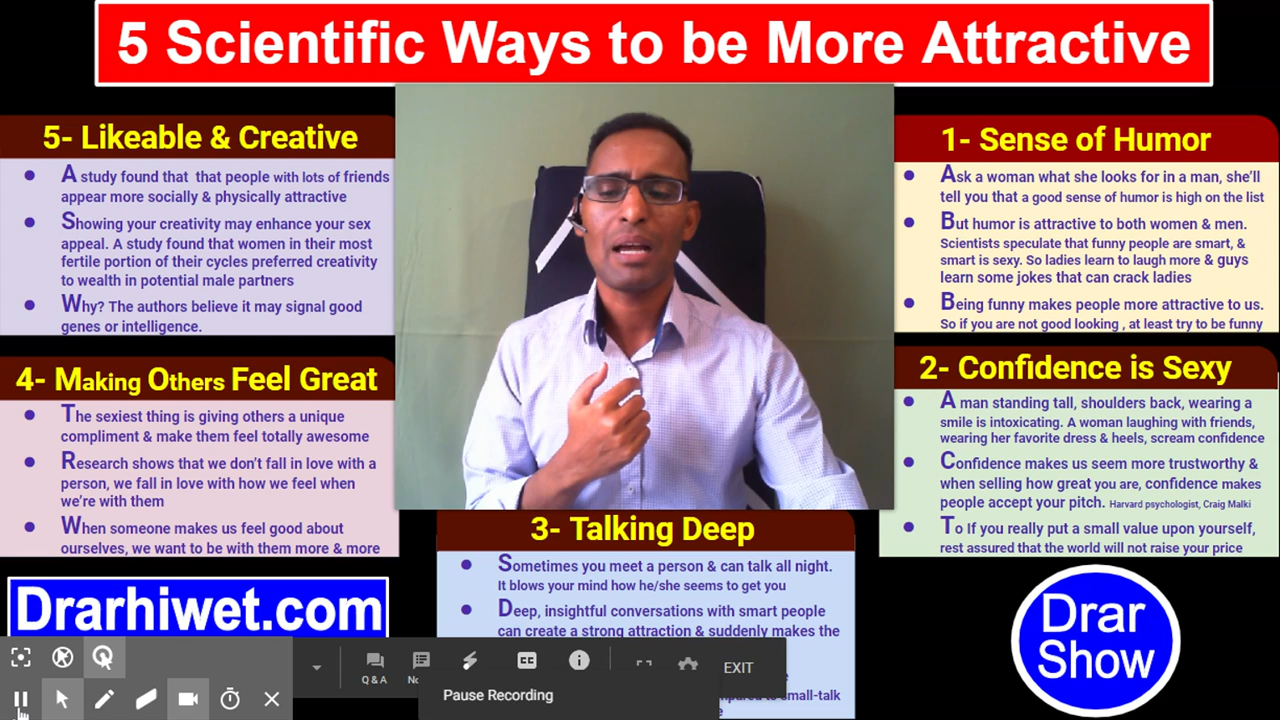 5 Scientific Ways to be More Attractive
5- Likeable & Creative
A study found that that people with lots of friends
appear more socially & physically attractive
Showing your creativity may enhance your sex
appeal. A study found that women in their most
fertile portion of their cycles preferred creativity
to wealth in potential male partners
Why? The authors believe it may signal good
genes or intelligence.
1- Sense of Humor
Ask a woman what she looks for in a man, she'll
tell you that a good sense of humor is high on the list
But humor is attractive to both women & men.
Scientists speculate that funny people are smart, &
smart is sexy. So ladies learn to laugh more & guys
learn some jokes that can crack ladies
Being funny makes people more attractive to us.
So if you are not good looking , at least try to be funny
4- Making Others Feel Great
The sexiest thing is giving others a unique
compliment & make them feel totally awesome
Research shows that we don't fall in love with a
person, we fall in love with how we feel when
we're with them
When someone makes us feel good about
ourselves, we want to be with them more & more
2- Confidence is Sexy
A man standing tall, shoulders back, wearing a
smile is intoxicating. A woman laughing with friends,
wearing her favorite dress & heels, scream confidence
Confidence makes us seem more trustworthy &
when selling how great you are, confidence makes
people accept your pitch. Harvard psychologist, Craig Malki
To If you really put a small value upon yourself,
rest assured that the world will not raise your price
3- Talking Deep
Sometimes you meet a person & can talk all night.
It blows your mind how he/she seems to get you
Deep, insightful conversations with smart people
can create a strong attraction & suddenly makes the
small-talk
Drarhiwet.com
Drar
Show
Q & A
CC
EXIT
Pause Recording